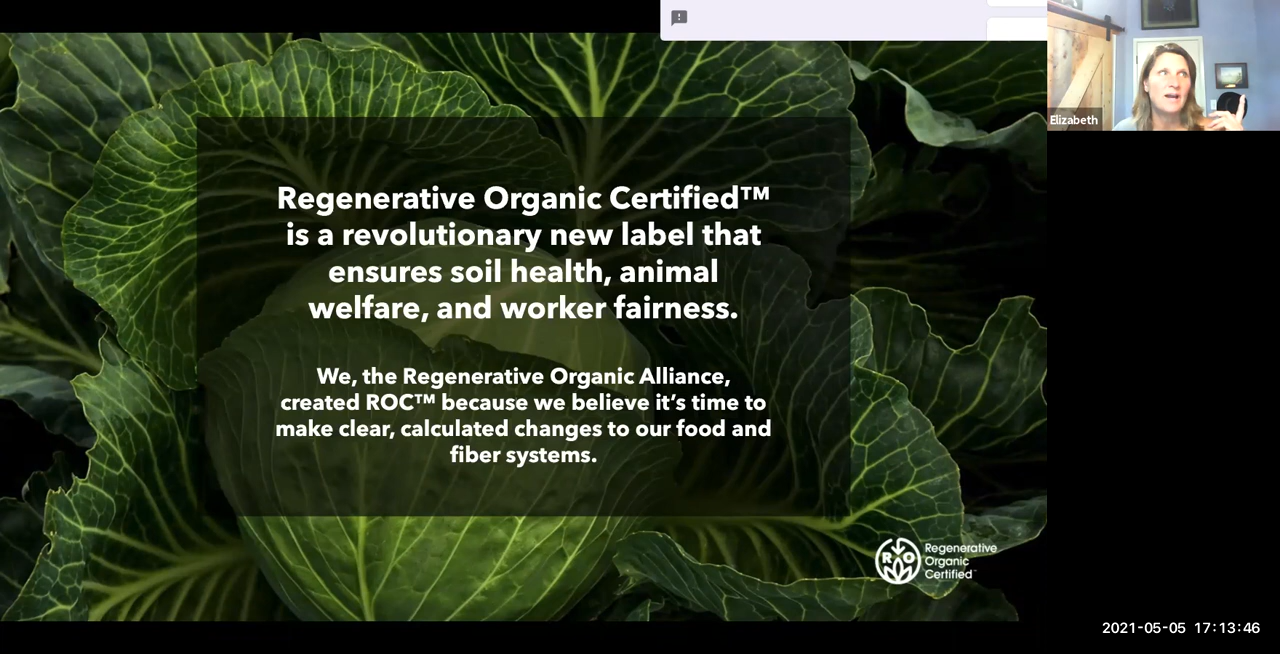 Regenerative Organic Certified™
is a revolutionary new label that
ensures soil health, animal
welfare, and worker fairness.
We, the Regenerative Organic Alliance,
created ROC™ because we believe it's time to
make clear, calculated changes to our food and
fiber systems.
R O
Regenerative
Organic
Certified
Elizabeth
2021-05-05 17:13:46